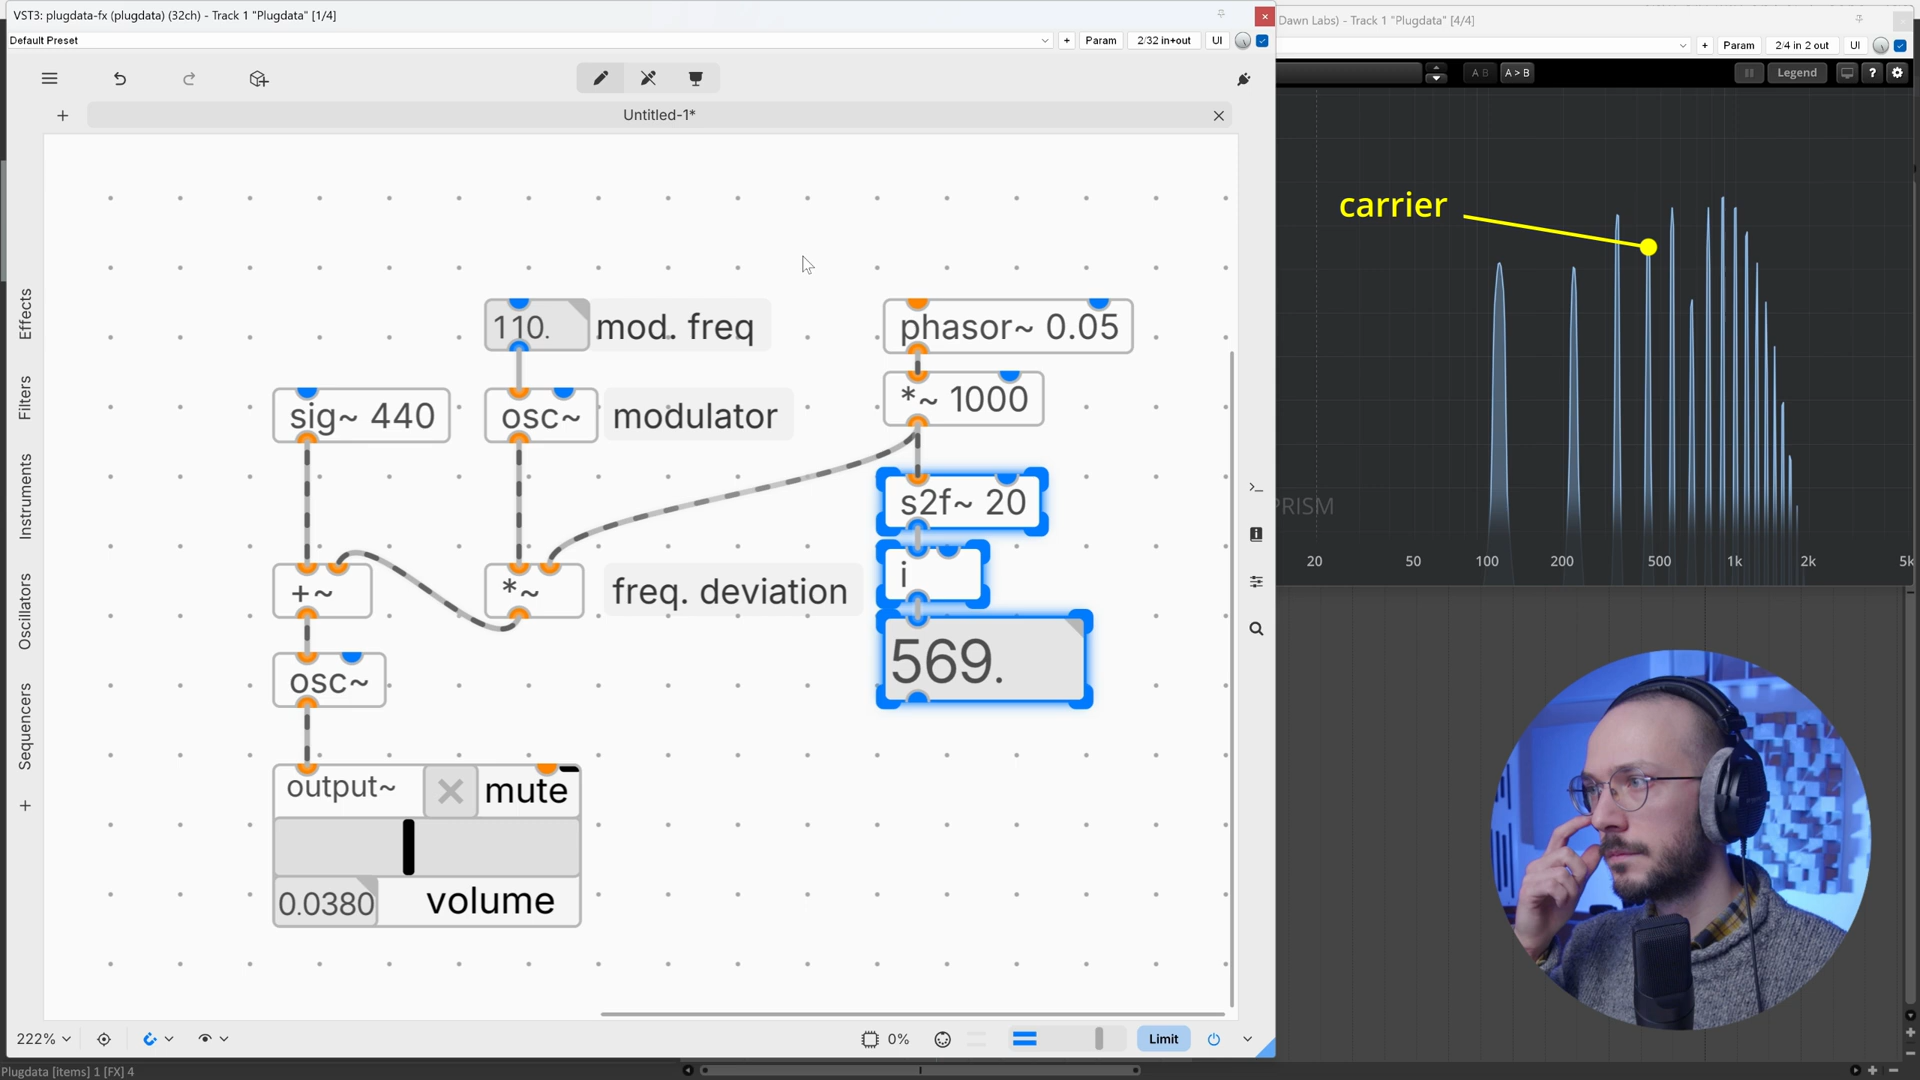 VST3: plugdata-fx (plugdata) (32ch) - Track 1 "Plugdata" [1/4]
Default Preset
+
Param
2/32 in+out
UI
Untitled-1*
Effects
Filters
Instruments
Oscillators
Sequencers
110.
mod. freq
phasor~ 0.05
*~ 1000
sig~ 440
osc~
modulator
s2f~ 20
i
+~
*~
freq. deviation
569.
osc~
output~
mute
0.0380
volume
222%
0%
Limit
Plugdata [items] 1 [FX] 4
Dawn Labs) - Track 1 "Plugdata" [4/4]
+
Param
2/4 in 2 out
UI
A B
A > B
Legend
?
carrier
PRISM
20
50
100
200
500
1k
2k
5k